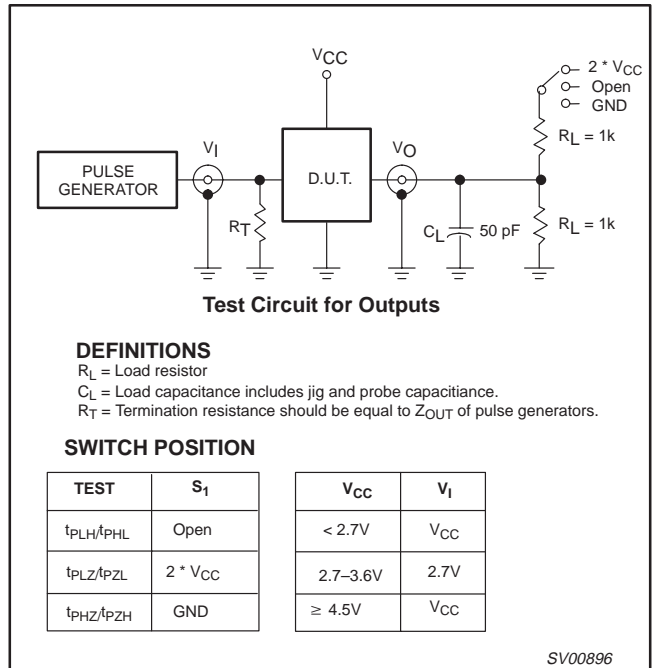 VCC
2 * VCC
Open
GND
RL = 1k
VI
VO
PULSE
GENERATOR
D.U.T.
RT
CL
50 pF
RL = 1k
Test Circuit for Outputs
DEFINITIONS
RL = Load resistor
CL = Load capacitance includes jig and probe capacitiance.
RT = Termination resistance should be equal to ZOUT of pulse generators.
SWITCH POSITION
TEST S1
tPLH/tPHL Open
tPLZ/tPZL 2 * VCC
tPHZ/tPZH GND
VCC VI
< 2.7V VCC
2.7–3.6V 2.7V
≥ 4.5V VCC
SV00896